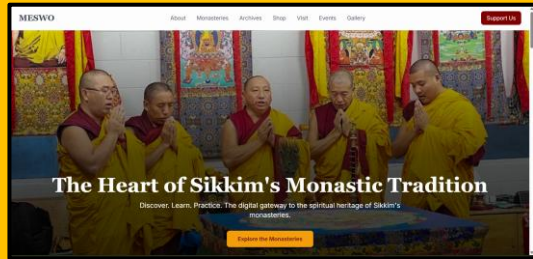 MESWO
About Monasteries Archives Shop Visit Events Gallery
Support Us
The Heart of Sikkim's Monastic Tradition
Discover. Learn. Practice. The digital gateway to the spiritual heritage of Sikkim's
monasteries.
Explore the Monasteries